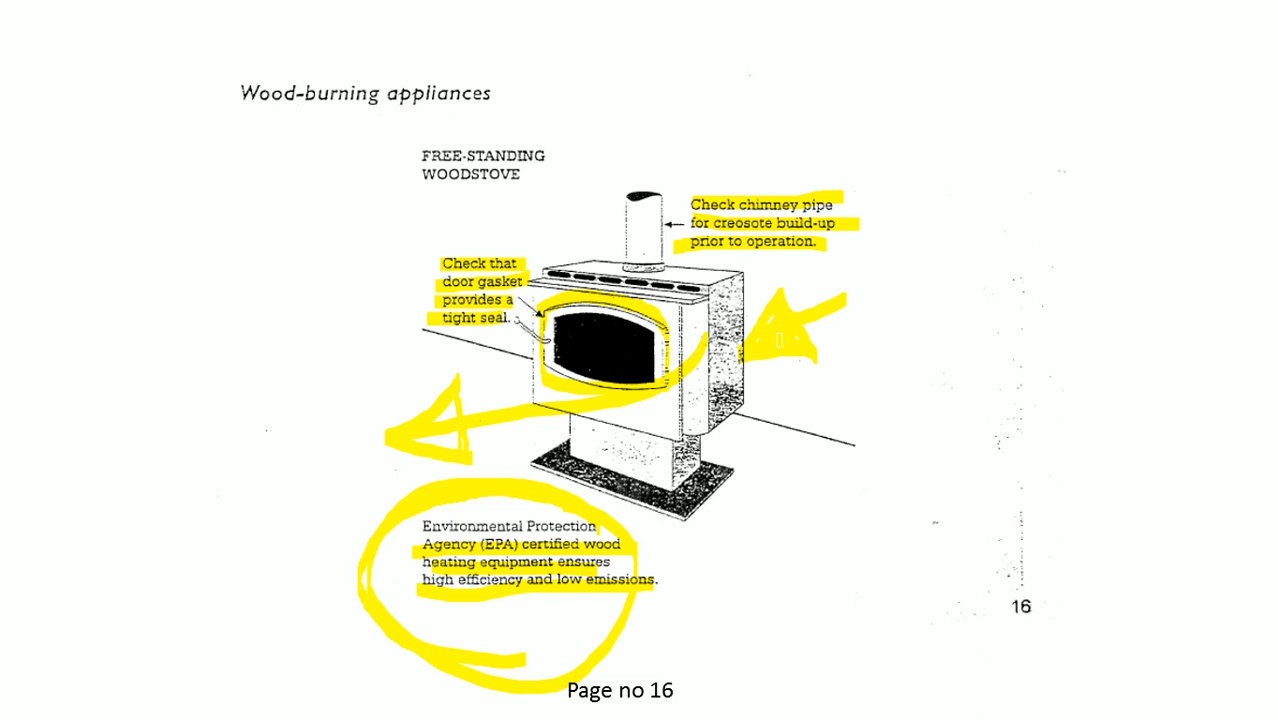 Wood-burning appliances
FREE-STANDING
WOODSTOVE
Check chimney pipe
for creosote build-up
prior to operation.
Check that
door gasket
provides a
tight seal.
Environmental Protection
Agency (EPA) certified wood
heating equipment ensures
high efficiency and low emissions.
16
Page no 16